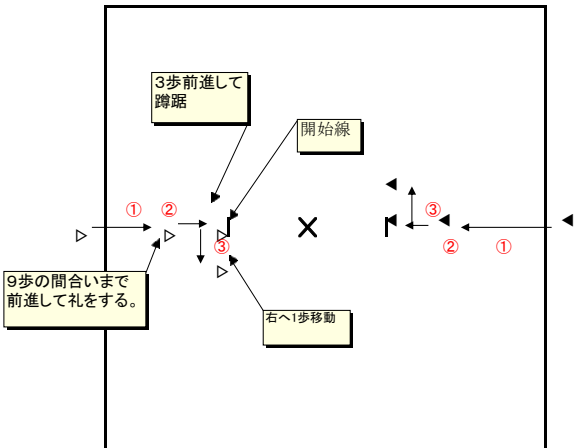 3歩前進して
蹲踞
開始線
① ②
③
③
② ①
9歩の間合いまで
前進して礼をする。
右へ1歩移動